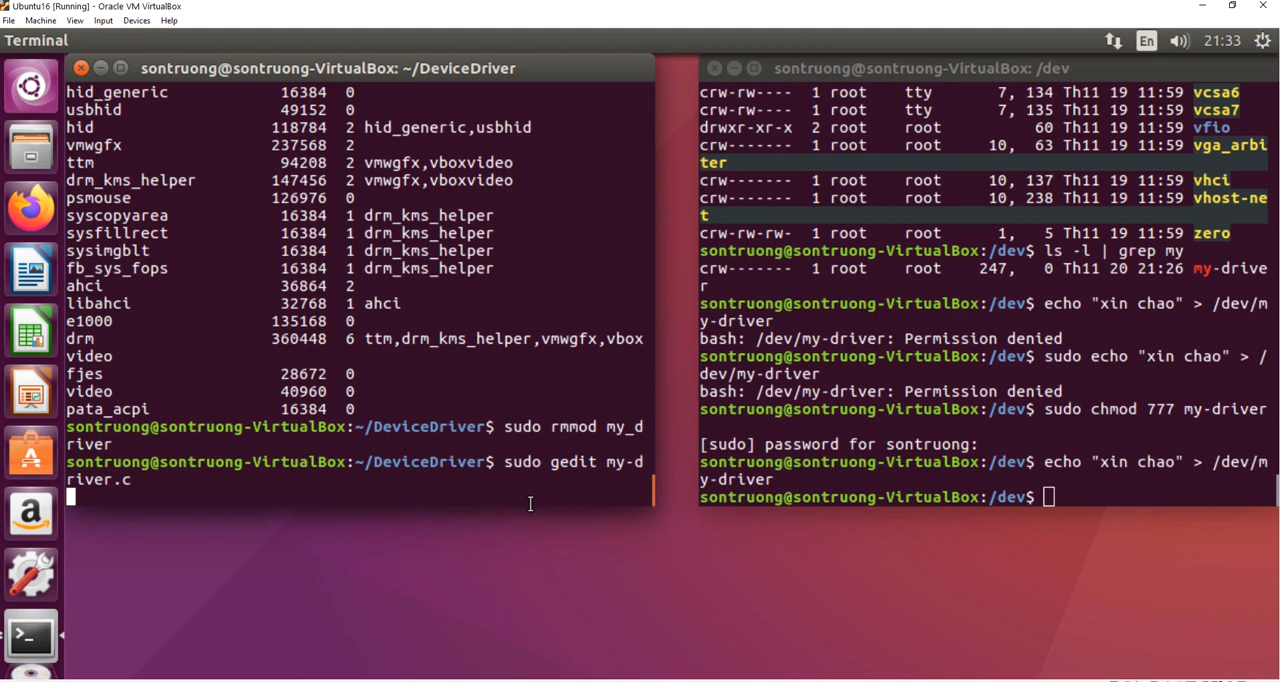 Ubuntu16 [Running] - Oracle VM VirtualBox
File Machine View Input Devices Help
Terminal
En
21:33
sontruong@sontruong-VirtualBox: ~/DeviceDriver
hid_generic 16384 0
usbhid 49152 0
hid 118784 2 hid_generic,usbhid
vmwgfx 237568 2
ttm 94208 2 vmwgfx,vboxvideo
drm_kms_helper 147456 2 vmwgfx,vboxvideo
psmouse 126976 0
syscopyarea 16384 1 drm_kms_helper
sysfillrect 16384 1 drm_kms_helper
sysimgblt 16384 1 drm_kms_helper
fb_sys_fops 16384 1 drm_kms_helper
ahci 36864 2
libahci 32768 1 ahci
e1000 135168 0
drm 360448 6 ttm,drm_kms_helper,vmwgfx,vbox
video
fjes 28672 0
video 40960 0
pata_acpi 16384 0
sontruong@sontruong-VirtualBox:~/DeviceDriver$ sudo rmmod my_d
river
sontruong@sontruong-VirtualBox:~/DeviceDriver$ sudo gedit my-d
river.c
sontruong@sontruong-VirtualBox: /dev
crw-rw---- 1 root tty 7, 134 Th11 19 11:59 vcsa6
crw-rw---- 1 root tty 7, 135 Th11 19 11:59 vcsa7
drwxr-xr-x 2 root root 60 Th11 19 11:59 vfio
crw------- 1 root root 10, 63 Th11 19 11:59 vga_arbi
ter
crw------- 1 root root 10, 137 Th11 19 11:59 vhci
crw------- 1 root root 10, 238 Th11 19 11:59 vhost-ne
t
crw-rw-rw- 1 root root 1, 5 Th11 19 11:59 zero
sontruong@sontruong-VirtualBox:/dev$ ls -l | grep my
crw------- 1 root root 247, 0 Th11 20 21:26 my-drive
r
sontruong@sontruong-VirtualBox:/dev$ echo "xin chao" > /dev/m
y-driver
bash: /dev/my-driver: Permission denied
sontruong@sontruong-VirtualBox:/dev$ sudo echo "xin chao" > /
dev/my-driver
bash: /dev/my-driver: Permission denied
sontruong@sontruong-VirtualBox:/dev$ sudo chmod 777 my-driver
[sudo] password for sontruong:
sontruong@sontruong-VirtualBox:/dev$ echo "xin chao" > /dev/m
y-driver
sontruong@sontruong-VirtualBox:/dev$